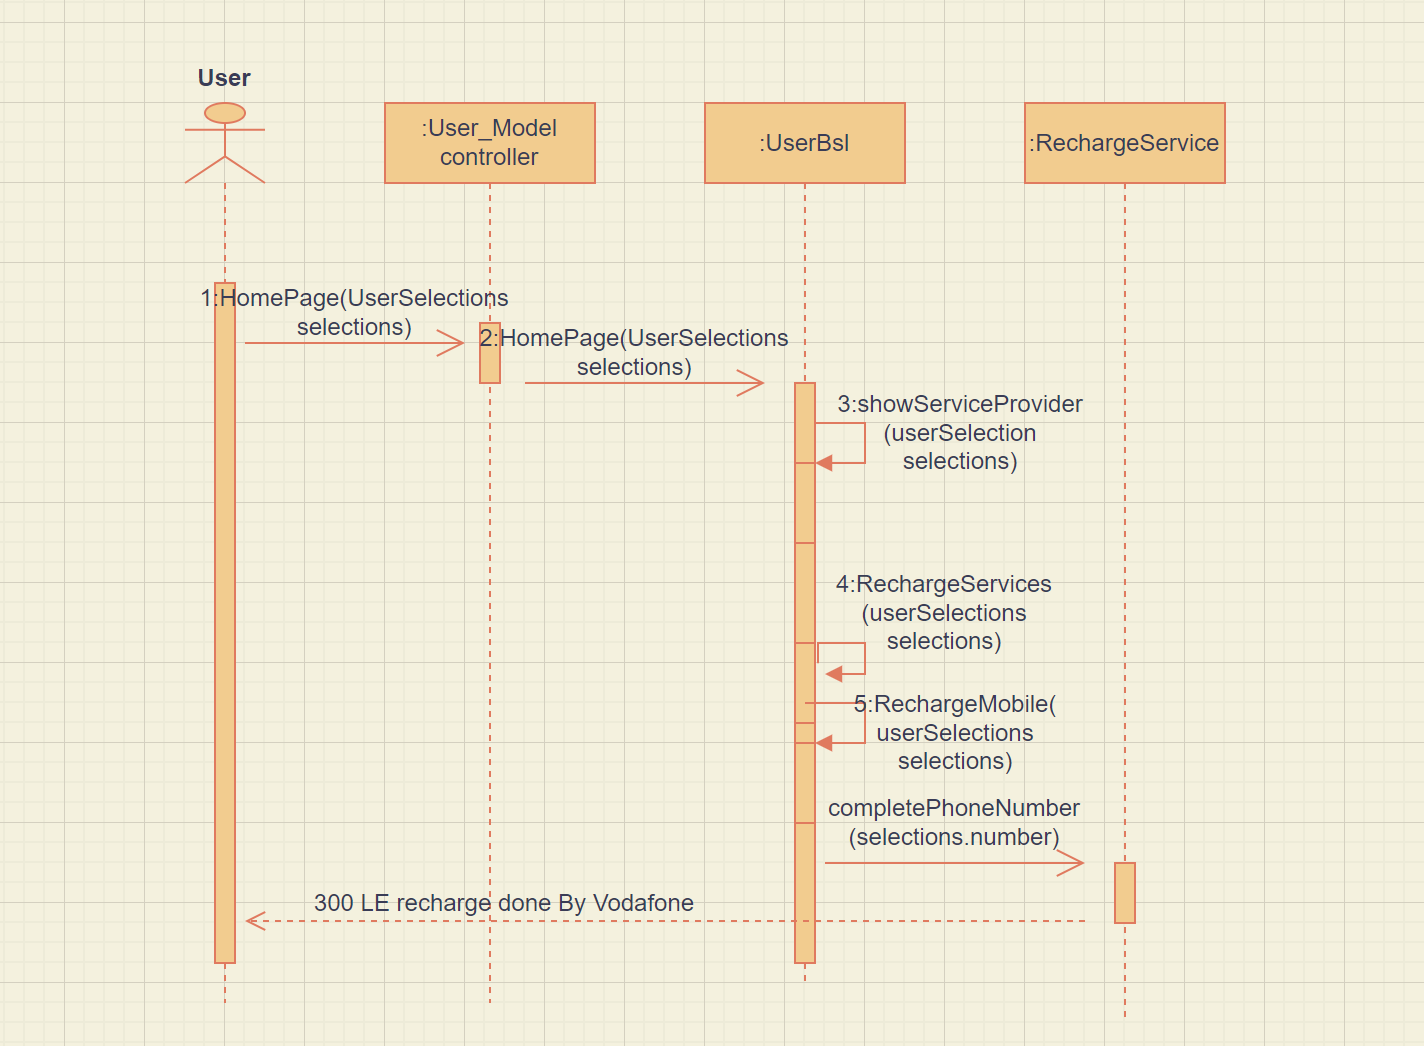 User
:User_Model
controller
:UserBsl
:RechargeService
1:HomePage(UserSelections
selections)
2:HomePage(UserSelections
selections)
3:showServiceProvider
(userSelection
selections)
4:RechargeServices
(userSelections
selections)
5:RechargeMobile(
userSelections
selections)
completePhoneNumber
(selections.number)
300 LE recharge done By Vodafone